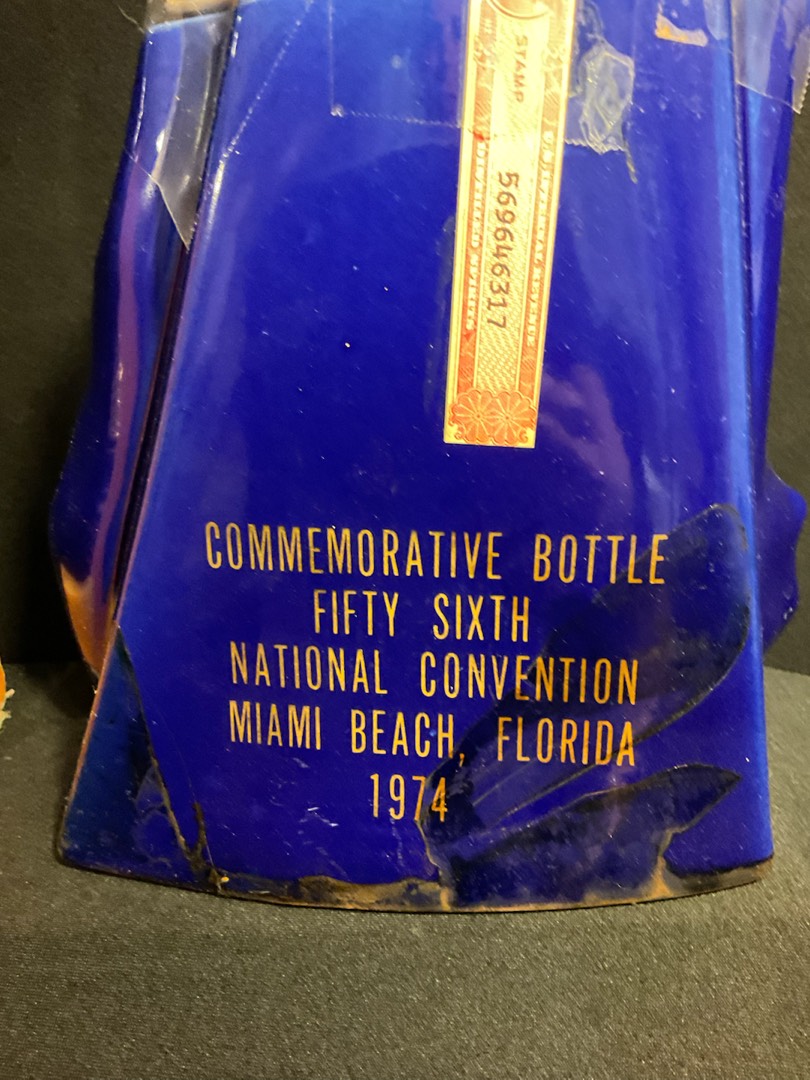 STAMP
569646317
COMMEMORATIVE BOTTLE
FIFTY SIXTH
NATIONAL CONVENTION
MIAMI BEACH, FLORIDA
1974